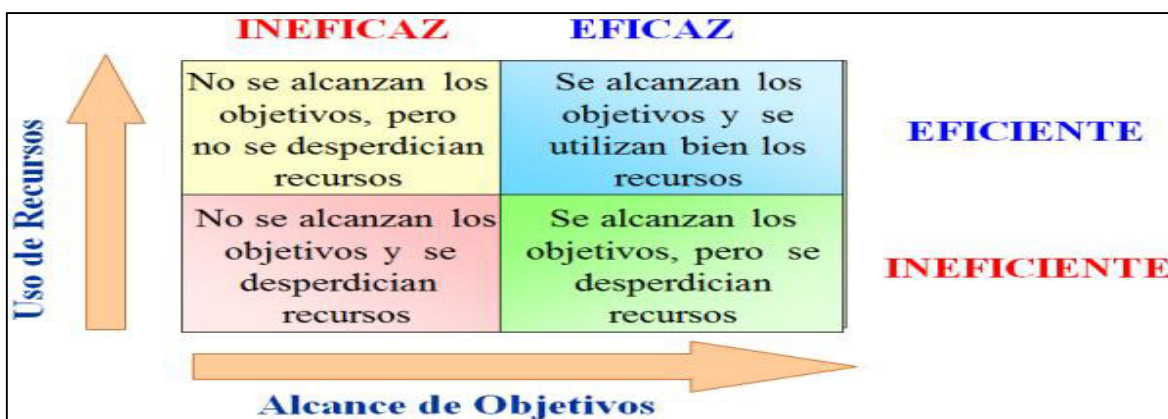 INEFICAZ EFICAZ
No se alcanzan los
objetivos, pero
no se desperdician
recursos
Se alcanzan los
objetivos y se
utilizan bien los
recursos
EFICIENTE
No se alcanzan los
objetivos y se
desperdician
recursos
Se alcanzan los
objetivos, pero se
desperdician
recursos
INEFICIENTE
Uso de Recursos
Alcance de Objetivos